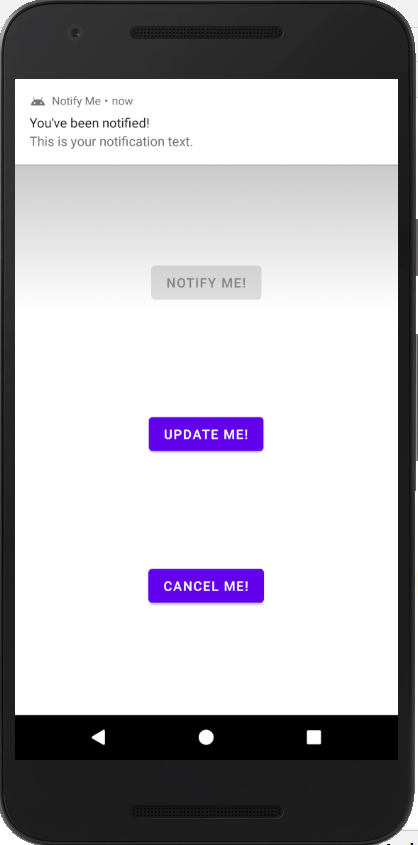 Notify Me • now
You've been notified!
This is your notification text.
NOTIFY ME!
UPDATE ME!
CANCEL ME!